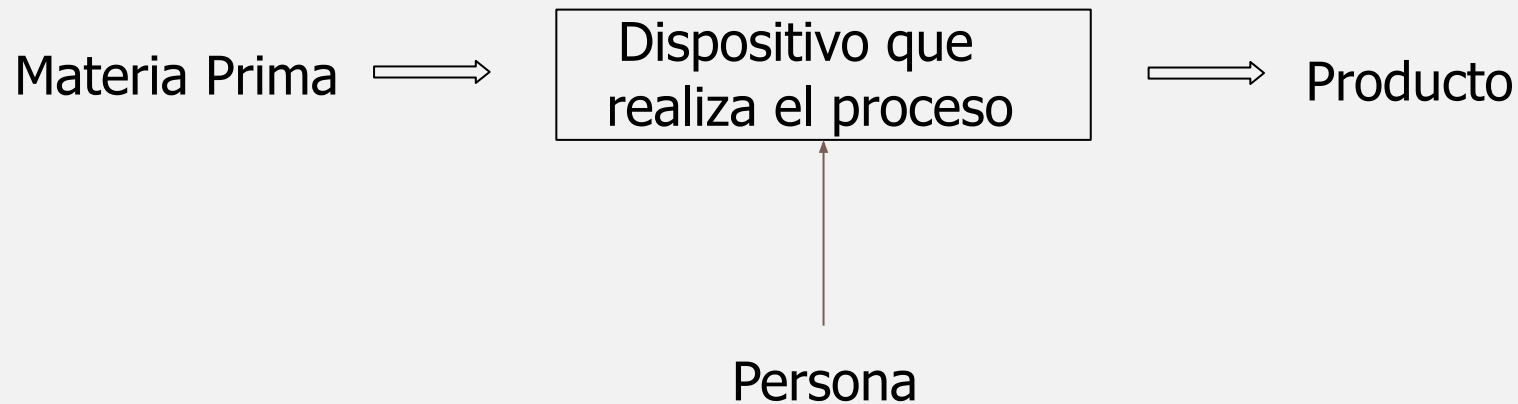 Materia Prima
Dispositivo que
realiza el proceso
Producto
Persona